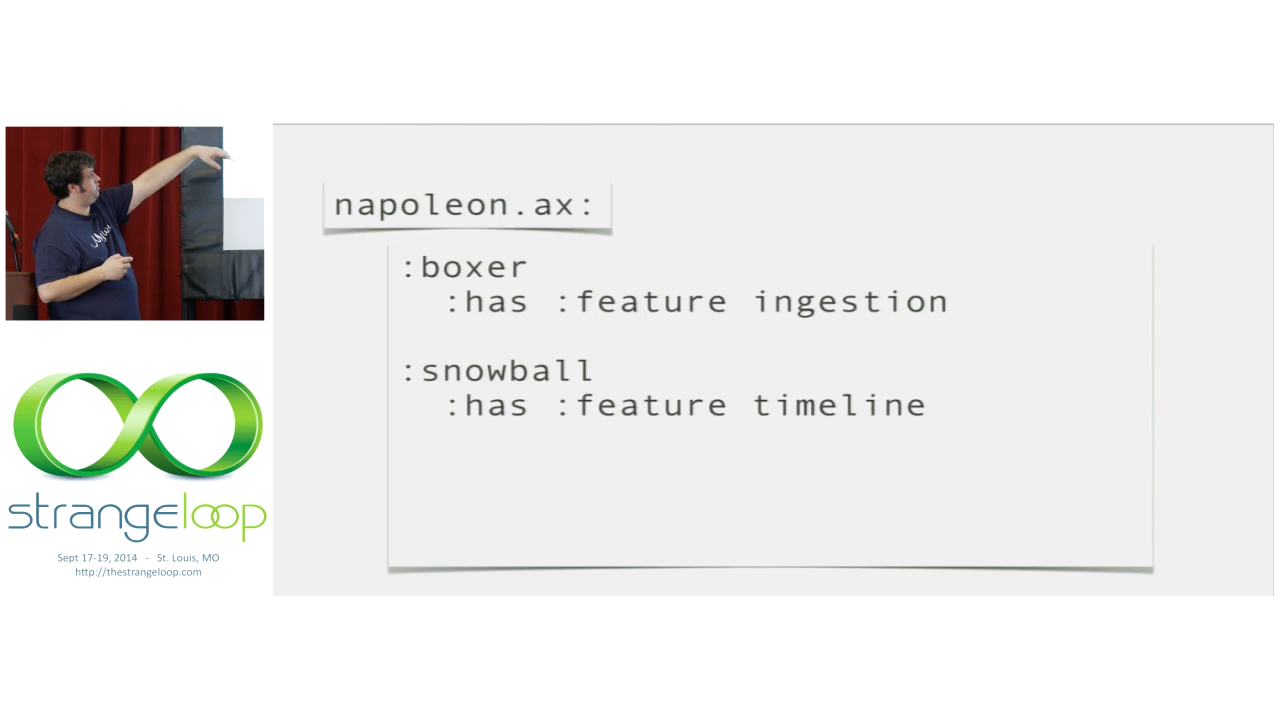 napoleon.ax:
:boxer
:has :feature ingestion
:snowball
:has :feature timeline
strangeloop
Sept 17-19, 2014 - St. Louis, MO
http://thestrangeloop.com